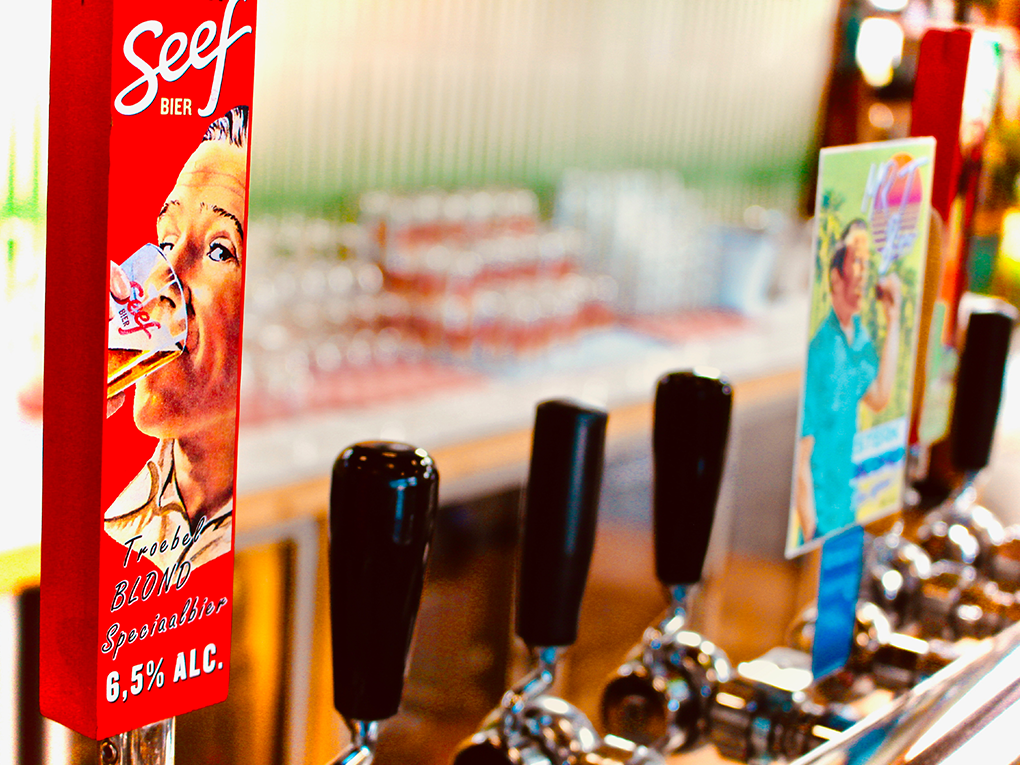 Seef
BIER
Seef
BIER
Troebel
BLOND
Speciaalbier
6,5% ALC.